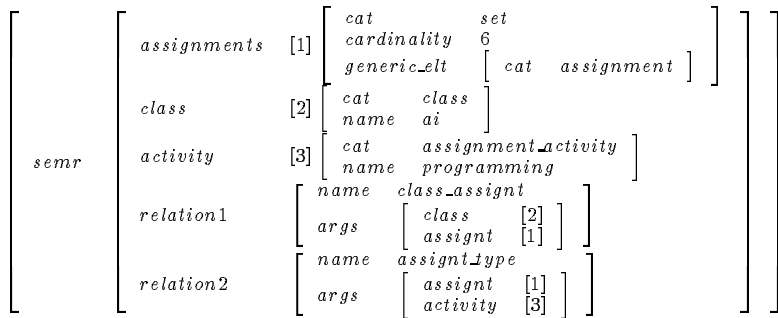 cat set
assignments [1] cardinality 6
generic_elt [ cat assignment ]
class [2] cat class
name ai
activity [3] cat assignment_activity
semr
name programming
name class_assignt
relation1 args class [2]
assignt [1]
name assignt_type
relation2 args assignt [1]
activity [3]